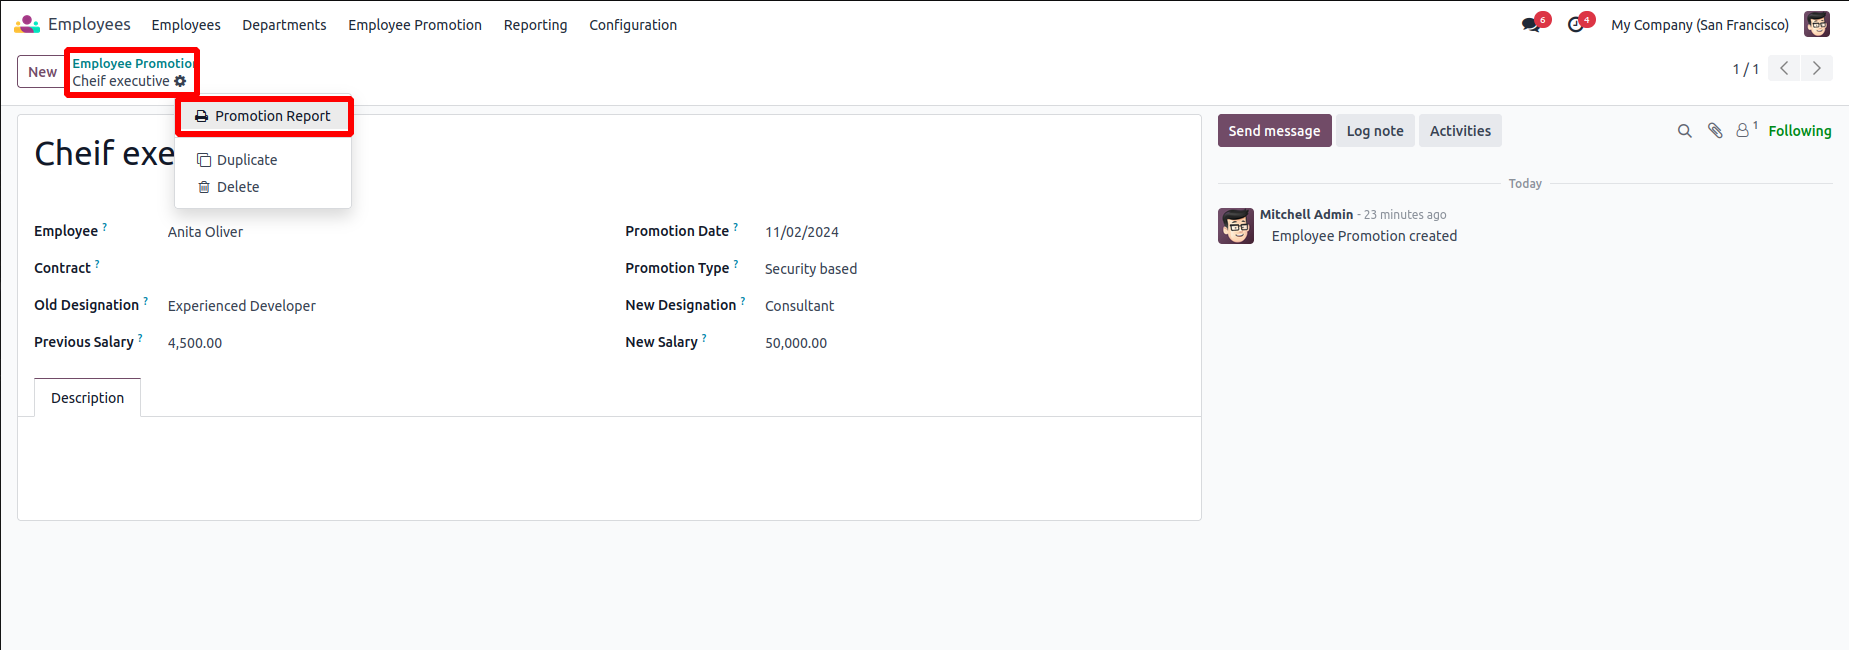 Employees Employees Departments Employee Promotion Reporting Configuration 6 4 My Company (San Francisco)
New Employee Promotion
Cheif executive
1 / 1
Promotion Report
Cheif exe
Duplicate
Delete
Send message Log note Activities 1 Following
Today
Mitchell Admin - 23 minutes ago
Employee Promotion created
Employee ? Anita Oliver Promotion Date ? 11/02/2024
Contract ? Promotion Type ? Security based
Old Designation ? Experienced Developer New Designation ? Consultant
Previous Salary ? 4,500.00 New Salary ? 50,000.00
Description